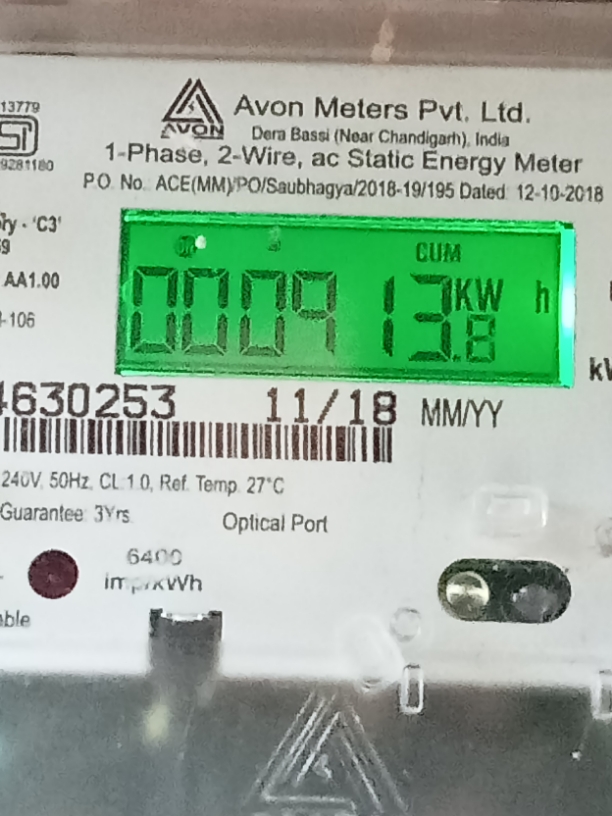 13779
AVON
Avon Meters Pvt. Ltd.
Dera Bassi (Near Chandigarh), India
9281180
1-Phase, 2-Wire, ac Static Energy Meter
P.O. No. ACE(MM)/PO/Saubhagya/2018-19/195 Dated: 12-10-2018
ry - 'C3'
AA1.00
-106
CUM
000913.8 KW h
4630253 11/18 MM/YY
240V, 50Hz, CL:1.0, Ref. Temp. 27°C
Guarantee: 3Yrs.
Optical Port
6400
imp/kWh
able